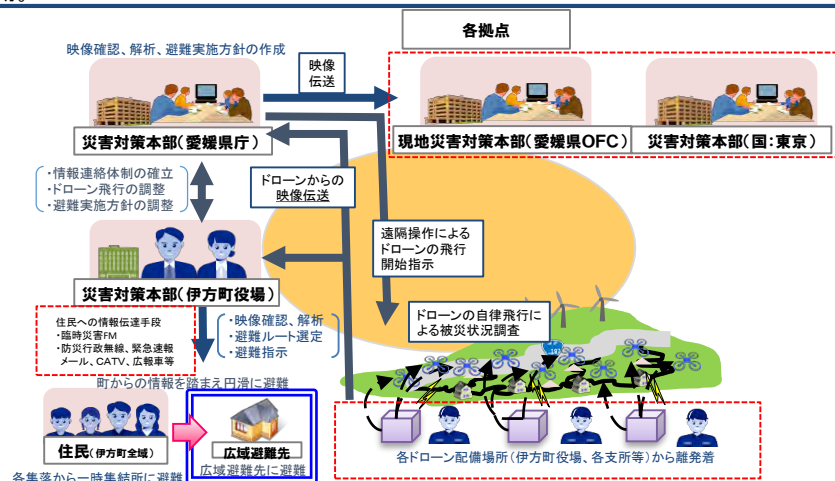 各拠点
映像確認、解析、避難実施方針の作成
映像
伝送
災害対策本部(愛媛県庁)
現地災害対策本部(愛媛県OFC)
災害対策本部(国:東京)
・情報連絡体制の確立
・ドローン飛行の調整
・避難実施方針の調整
ドローンからの
映像伝送
遠隔操作による
ドローンの飛行
開始指示
災害対策本部(伊方町役場)
ドローンの自律飛行に
よる被災状況調査
住民への情報伝達手段
・臨時災害FM
・防災行政無線、緊急速報
メール、CATV、広報車等
・映像確認、解析
・避難ルート選定
・避難指示
197
町からの情報を踏まえ円滑に避難
住民(伊方町全域)
広域避難先
広域避難先に避難
各集落から一時集結所に避難
各ドローン配備場所(伊方町役場、各支所等)から離発着